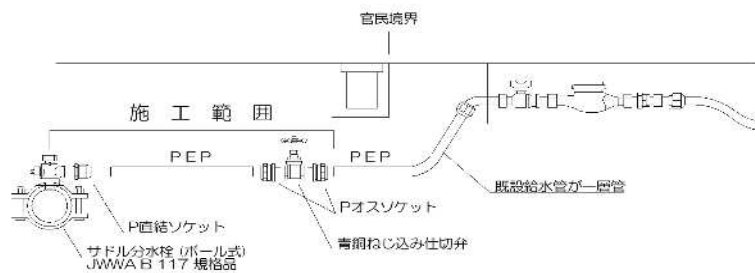 官民境界
施工範囲
PEP
PEP
既設給水管が一層管
Pオスソケット
P直結ソケット
青銅ねじ込み仕切弁
サドル分水栓 (ボール式)
JWWA B 117 規格品